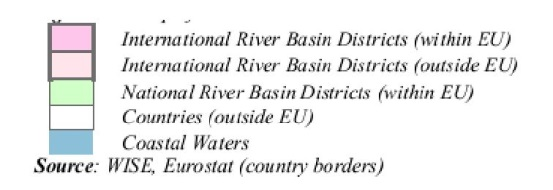 International River Basin Districts (within EU)
International River Basin Districts (outside EU)
National River Basin Districts (within EU)
Countries (outside EU)
Coastal Waters
Source: WISE, Eurostat (country borders)